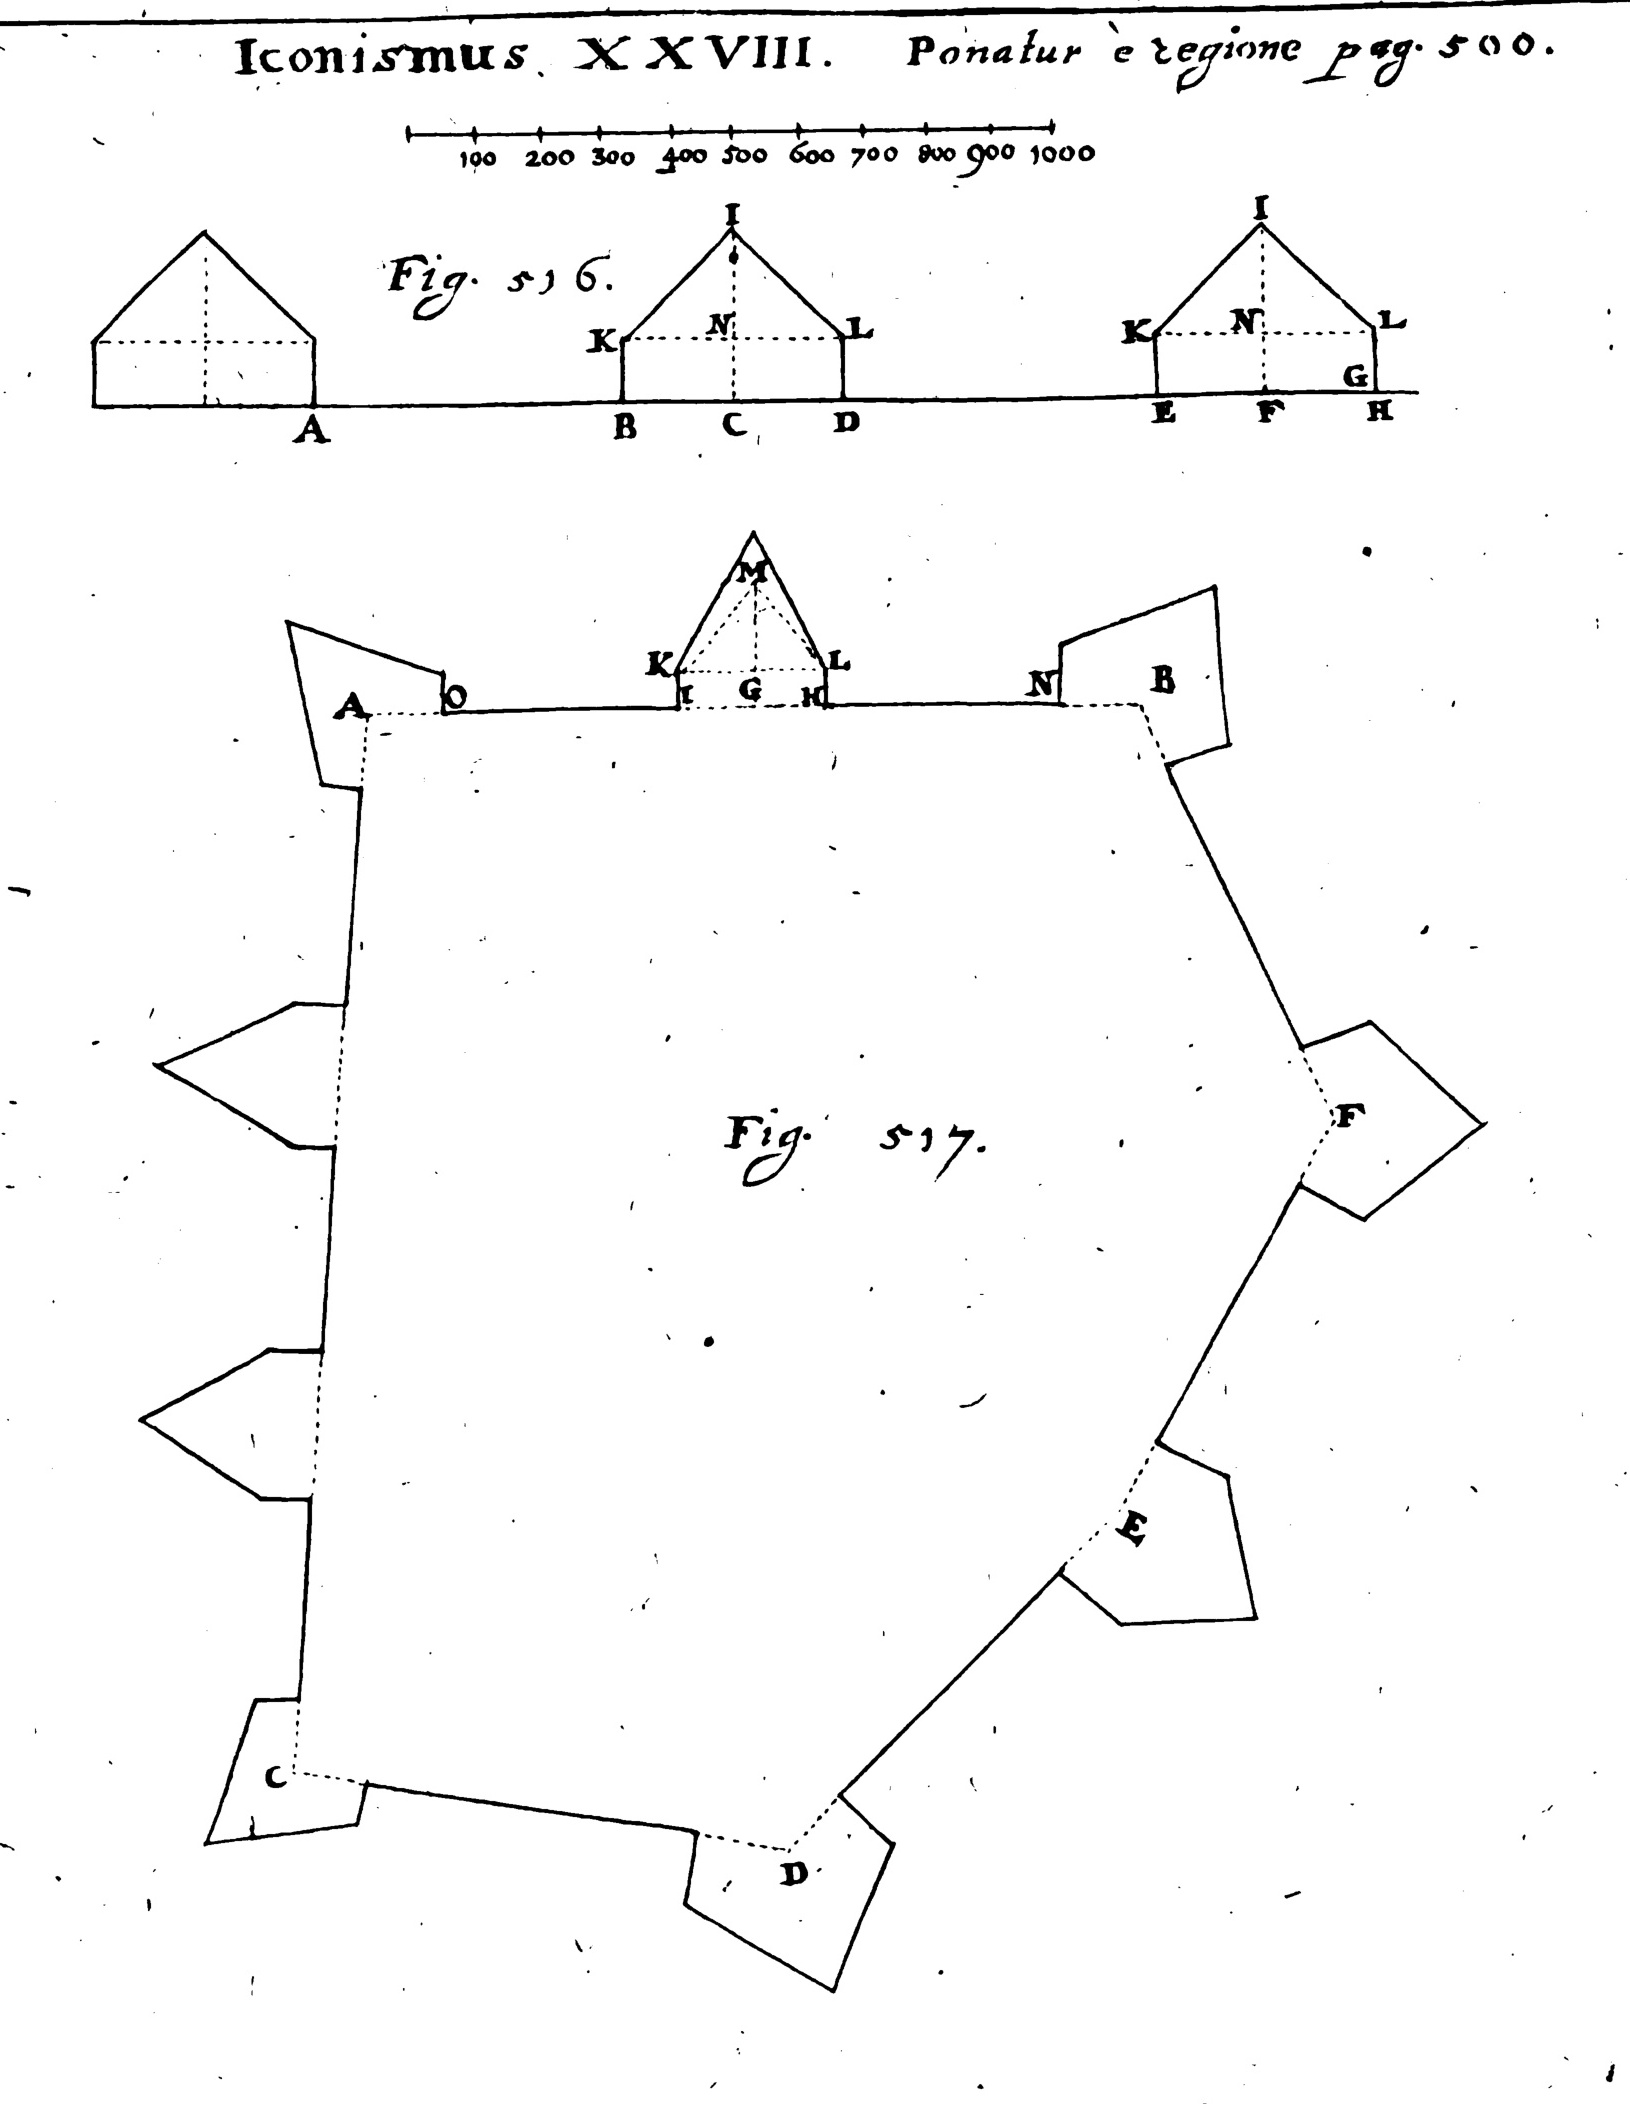 Iconismus. XXVIII. Ponatur è regione pag. 500.
100 200 300 400 500 600 700 800 900 1000
I I
Fig. 516.
K N L K N L
G
A B C D E F H
M
K L
I G H
A O N B
Fig. 517.
F
E
C
D